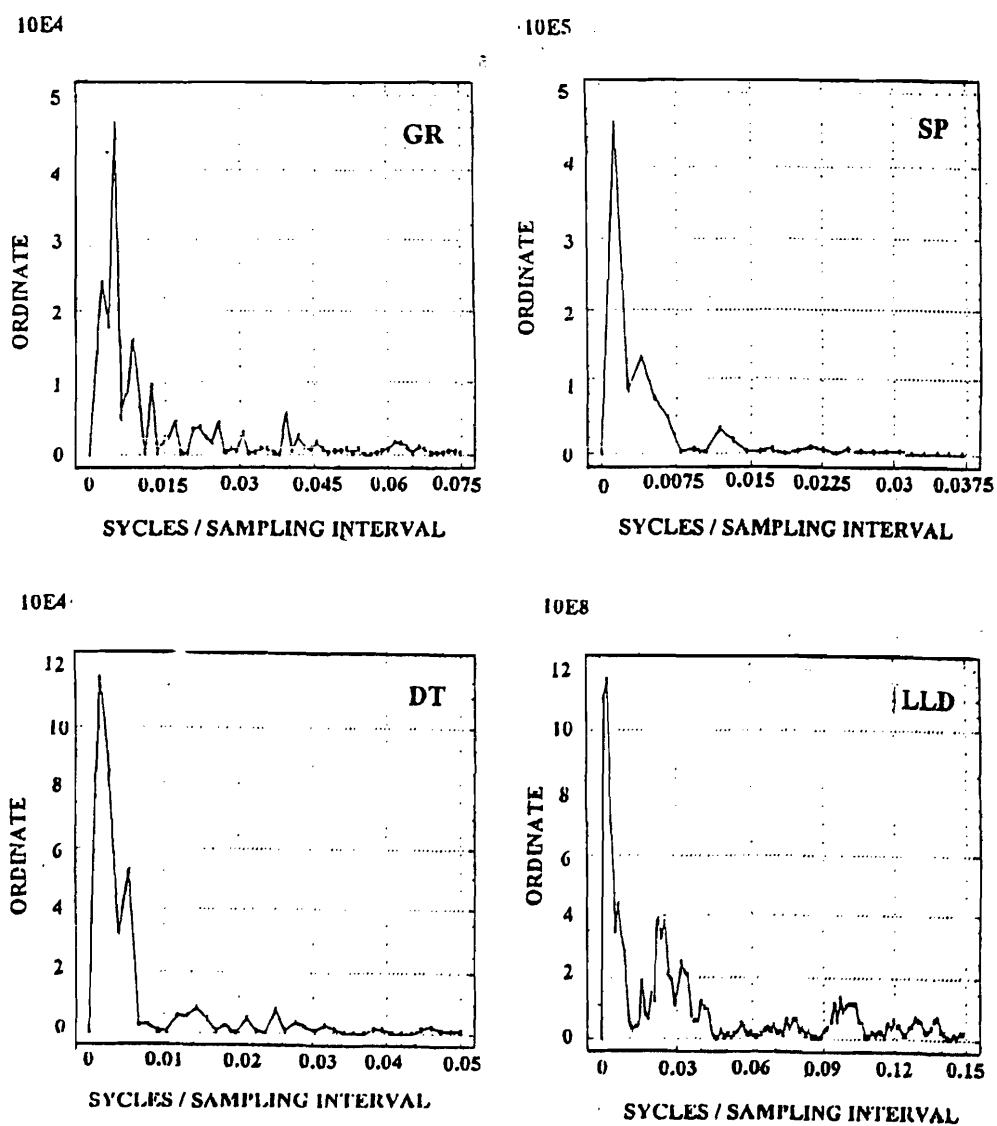 10E4
10E5
5
GR
4
ORDINATE
3
2
1
0
0 0.015 0.03 0.045 0.06 0.075
SYCLES / SAMPLING INTERVAL
5
SP
4
ORDINATE
3
2
1
0
0 0.0075 0.015 0.0225 0.03 0.0375
SYCLES / SAMPLING INTERVAL
10E4
10E8
12
DT
10
8
ORDINATE
6
4
2
0
0 0.01 0.02 0.03 0.04 0.05
SYCLES / SAMPLING INTERVAL
12
LLD
10
8
ORDINATE
6
4
2
0
0 0.03 0.06 0.09 0.12 0.15
SYCLES / SAMPLING INTERVAL